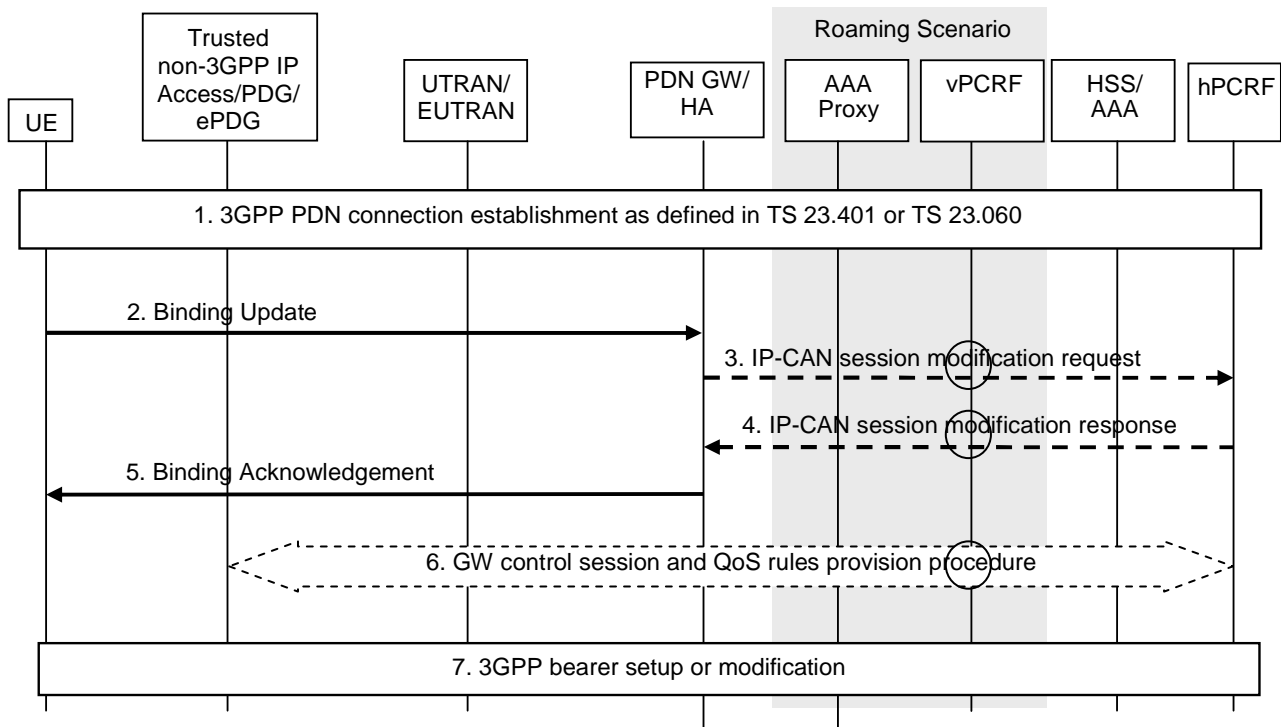 Roaming Scenario
UE
Trusted
non-3GPP IP
Access/PDG/
ePDG
UTRAN/
EUTRAN
PDN GW/
HA
AAA
Proxy
vPCRF
HSS/
AAA
hPCRF
1. 3GPP PDN connection establishment as defined in TS 23.401 or TS 23.060
2. Binding Update
3. IP-CAN session modification request
4. IP-CAN session modification response
5. Binding Acknowledgement
6. GW control session and QoS rules provision procedure
7. 3GPP bearer setup or modification